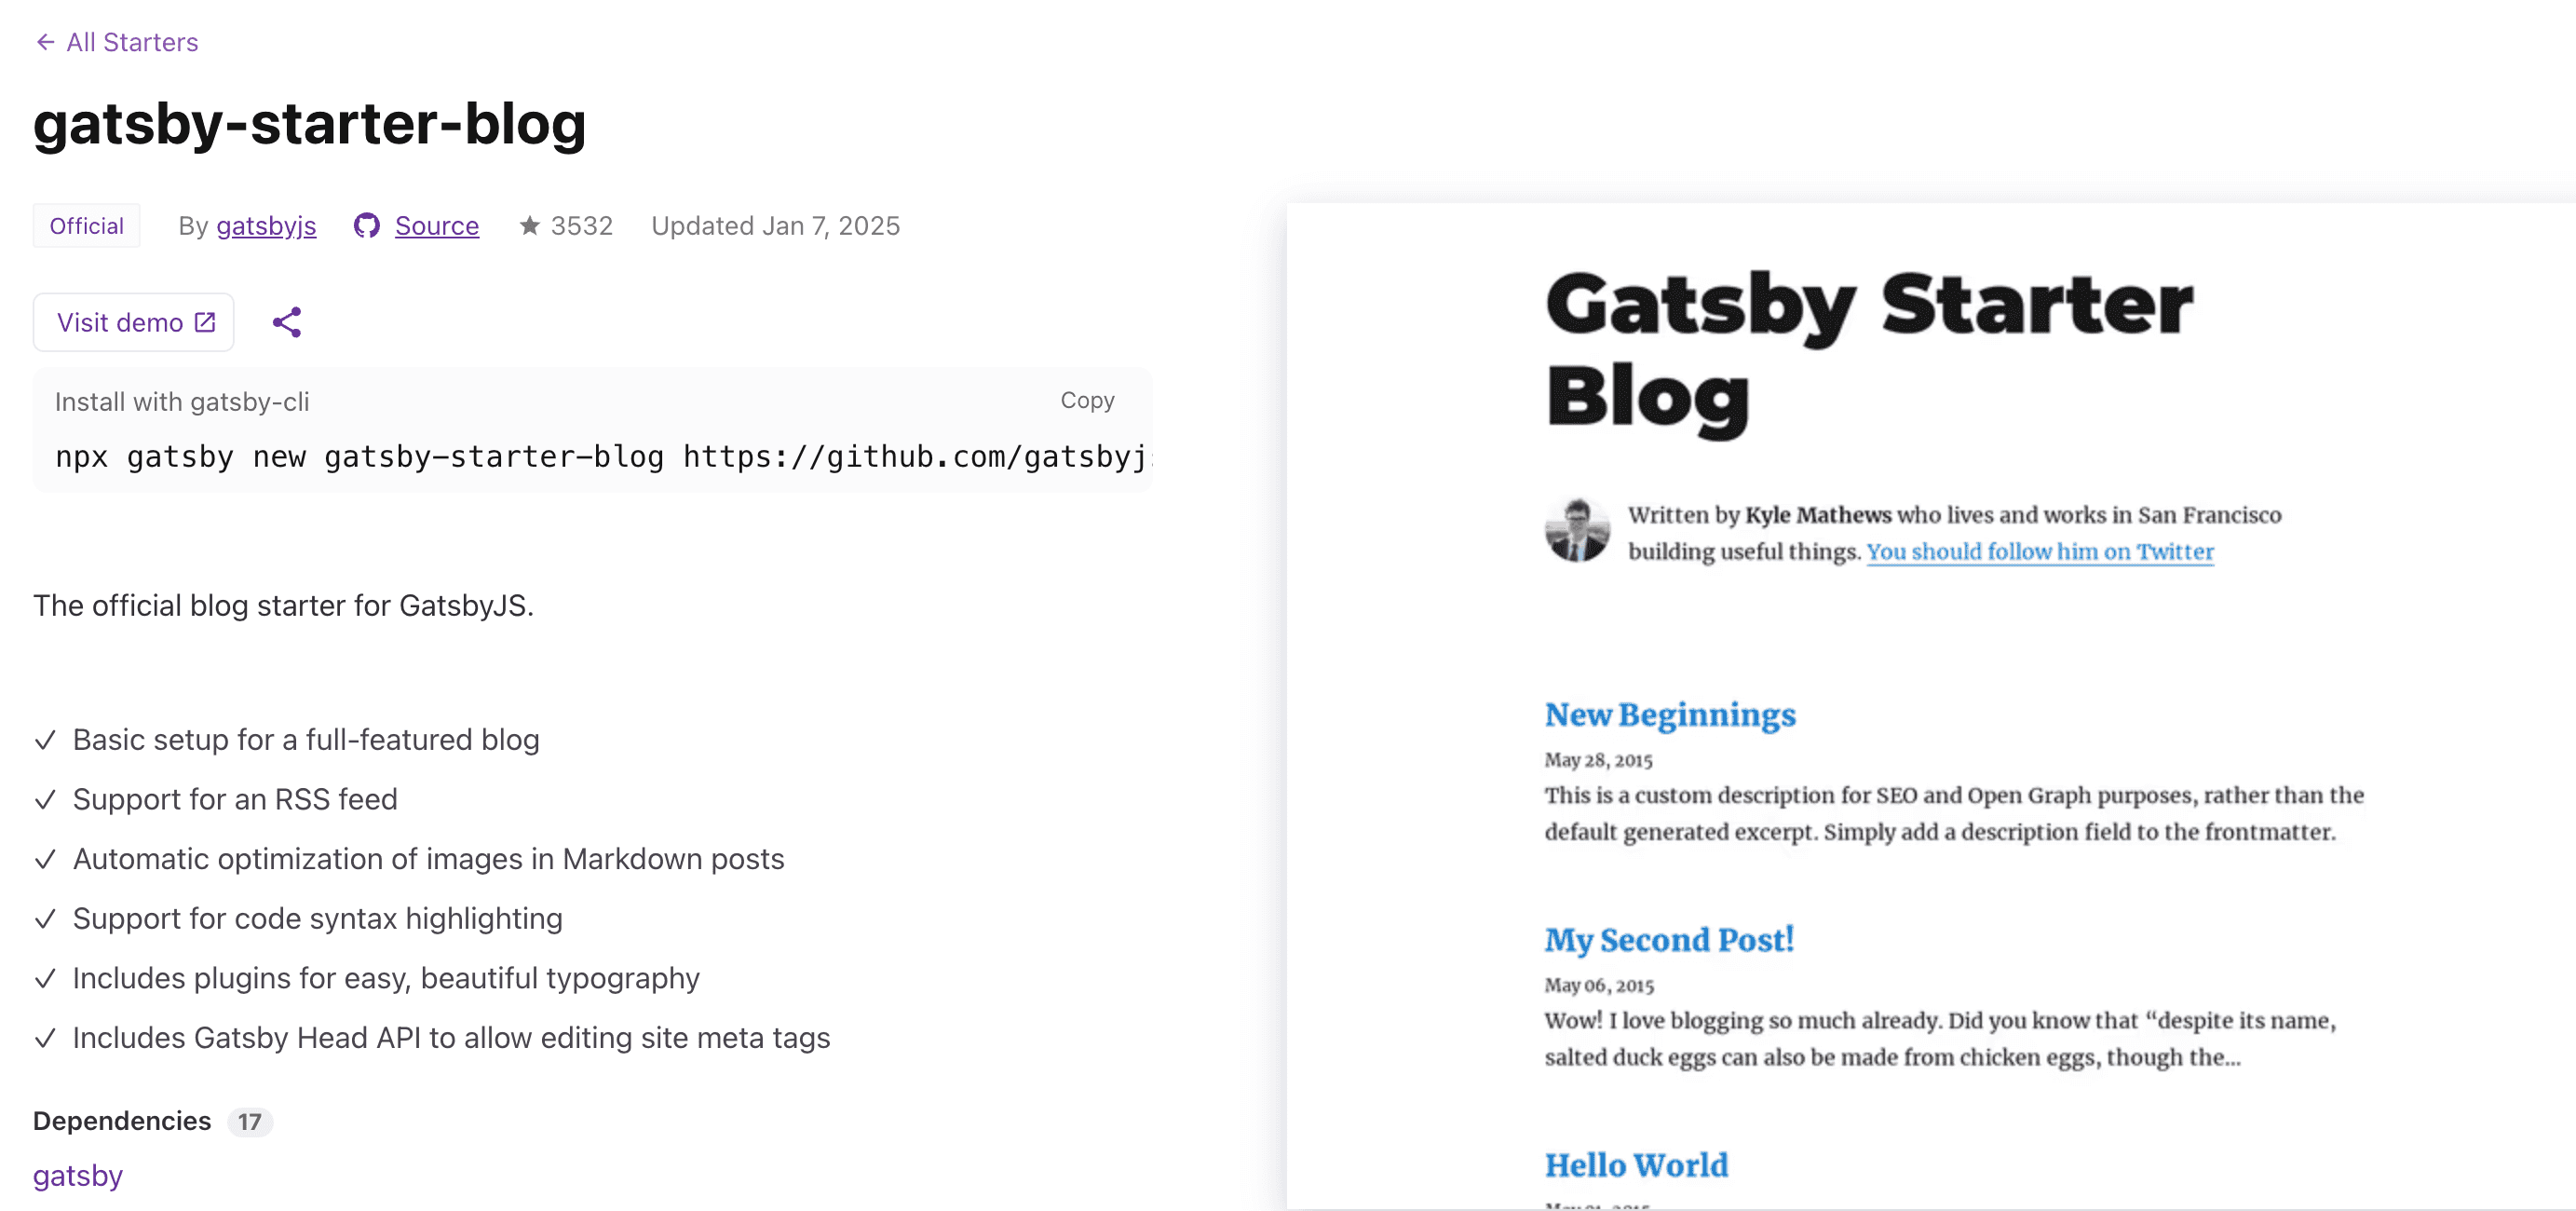 ← All Starters
gatsby-starter-blog
Official By gatsbyjs Source ★ 3532 Updated Jan 7, 2025
Visit demo
Install with gatsby-cli Copy
npx gatsby new gatsby-starter-blog https://github.com/gatsbyj
The official blog starter for GatsbyJS.
✓ Basic setup for a full-featured blog
✓ Support for an RSS feed
✓ Automatic optimization of images in Markdown posts
✓ Support for code syntax highlighting
✓ Includes plugins for easy, beautiful typography
✓ Includes Gatsby Head API to allow editing site meta tags
Dependencies 17
gatsby
Gatsby Starter
Blog
Written by Kyle Mathews who lives and works in San Francisco
building useful things. You should follow him on Twitter
New Beginnings
May 28, 2015
This is a custom description for SEO and Open Graph purposes, rather than the
default generated excerpt. Simply add a description field to the frontmatter.
My Second Post!
May 06, 2015
Wow! I love blogging so much already. Did you know that “despite its name,
salted duck eggs can also be made from chicken eggs, though the...
Hello World